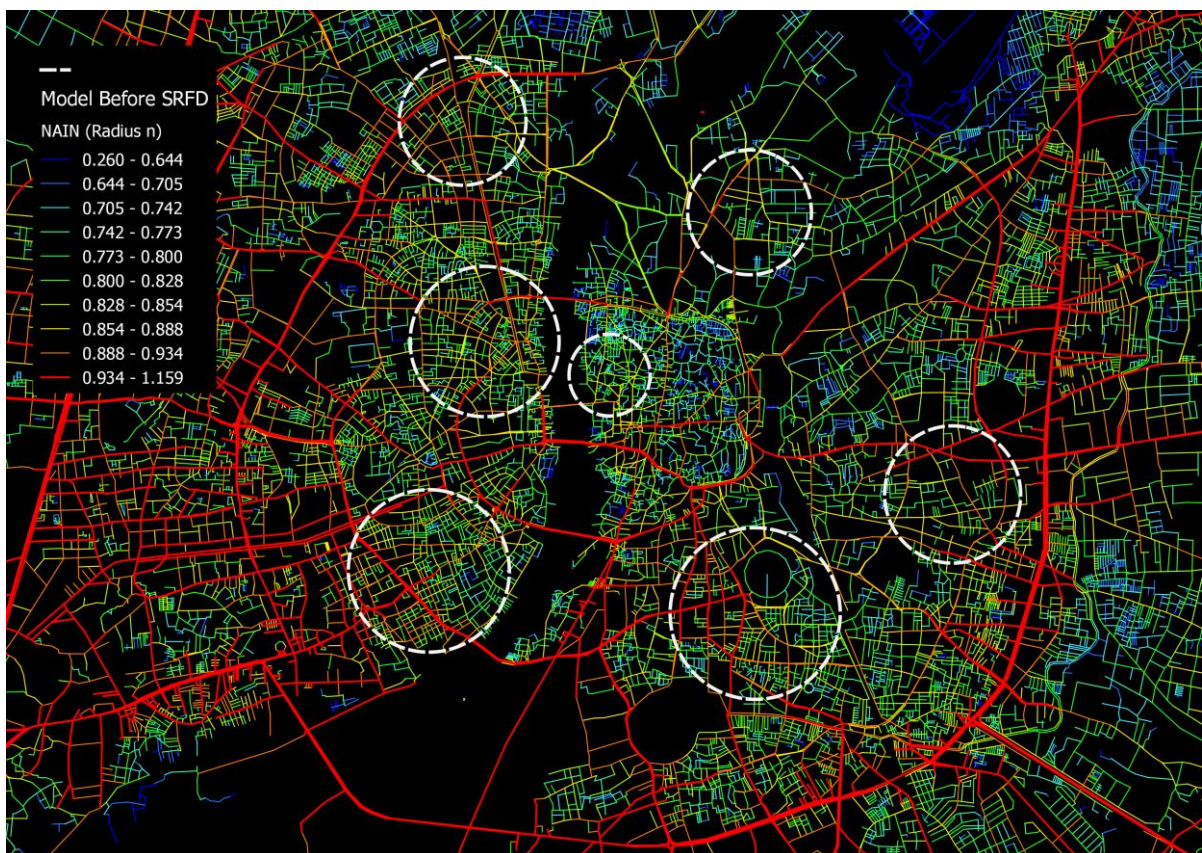 Model Before SRFD
NAIN (Radius n)
0.260 - 0.644
0.644 - 0.705
0.705 - 0.742
0.742 - 0.773
0.773 - 0.800
0.800 - 0.828
0.828 - 0.854
0.854 - 0.888
0.888 - 0.934
0.934 - 1.159